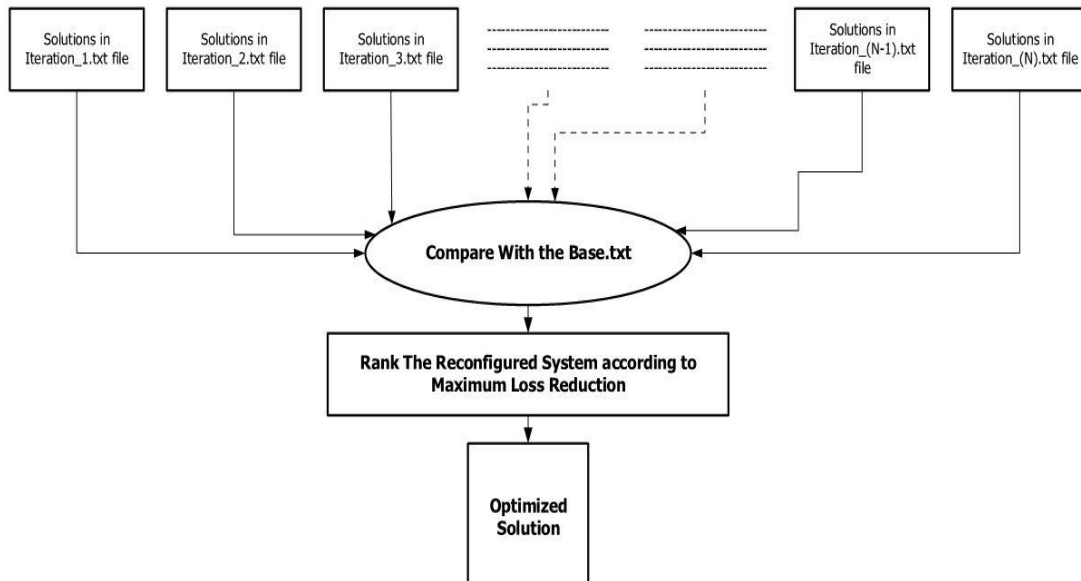 Solutions in
Iteration_1.txt file
Solutions in
Iteration_2.txt file
Solutions in
Iteration_3.txt file
Solutions in
Iteration_(N-1).txt
file
Solutions in
Iteration_(N).txt file
Compare With the Base.txt
Rank The Reconfigured System according to
Maximum Loss Reduction
Optimized
Solution